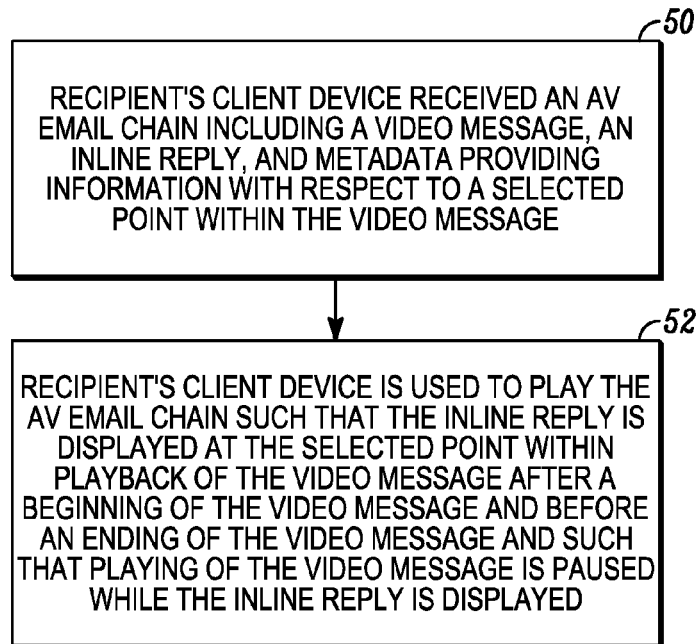 50
RECIPIENT'S CLIENT DEVICE RECEIVED AN AV
EMAIL CHAIN INCLUDING A VIDEO MESSAGE, AN
INLINE REPLY, AND METADATA PROVIDING
INFORMATION WITH RESPECT TO A SELECTED
POINT WITHIN THE VIDEO MESSAGE
52
RECIPIENT'S CLIENT DEVICE IS USED TO PLAY THE
AV EMAIL CHAIN SUCH THAT THE INLINE REPLY IS
DISPLAYED AT THE SELECTED POINT WITHIN
PLAYBACK OF THE VIDEO MESSAGE AFTER A
BEGINNING OF THE VIDEO MESSAGE AND BEFORE
AN ENDING OF THE VIDEO MESSAGE AND SUCH
THAT PLAYING OF THE VIDEO MESSAGE IS PAUSED
WHILE THE INLINE REPLY IS DISPLAYED